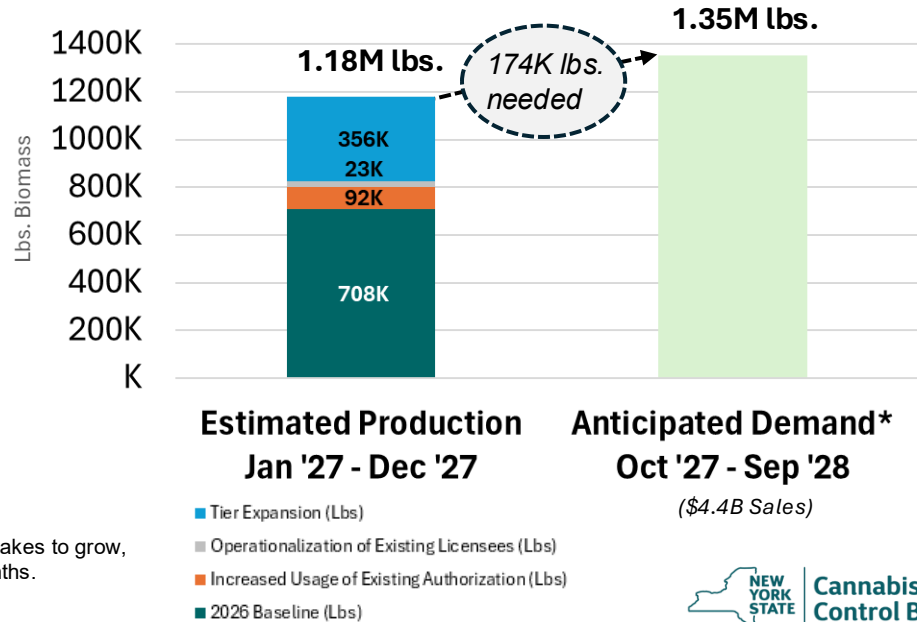 1.35M lbs.
1.18M lbs.
174K lbs.
needed
Lbs. Biomass
1400K
1200K
1000K
800K
600K
400K
200K
K
356K
23K
92K
708K
Estimated Production
Jan '27 - Dec '27
Anticipated Demand*
Oct '27 - Sep '28
($4.4B Sales)
Tier Expansion (Lbs)
Operationalization of Existing Licensees (Lbs)
Increased Usage of Existing Authorization (Lbs)
2026 Baseline (Lbs)
akes to grow,
ths.
NEW
YORK
STATE
Cannabis
Control B